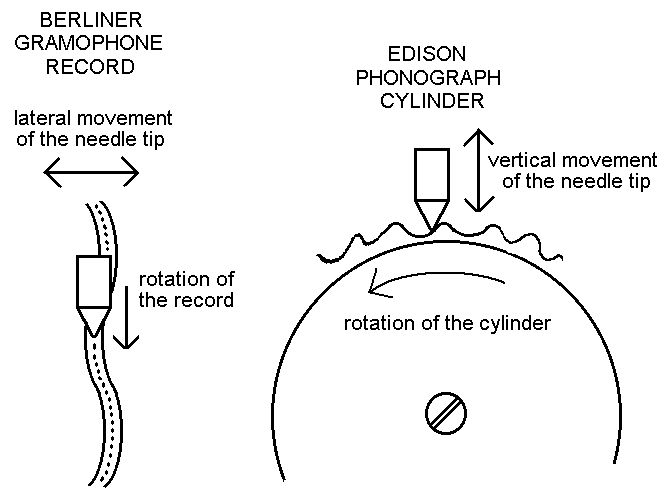 BERLINER
GRAMOPHONE
RECORD
lateral movement
of the needle tip
rotation of
the record
EDISON
PHONOGRAPH
CYLINDER
vertical movement
of the needle tip
rotation of the cylinder